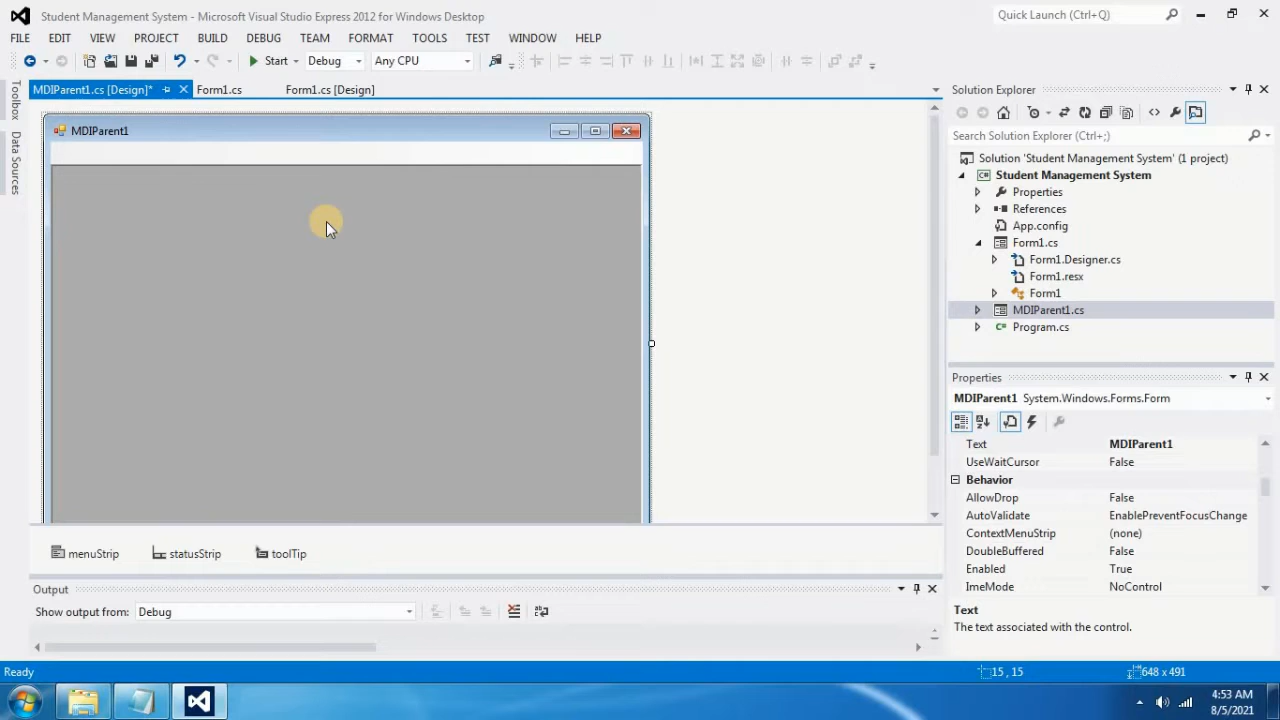 Student Management System - Microsoft Visual Studio Express 2012 for Windows Desktop
Quick Launch (Ctrl+Q)
FILE EDIT VIEW PROJECT BUILD DEBUG TEAM FORMAT TOOLS TEST WINDOW HELP
Start Debug Any CPU
Toolbox
Data Sources
MDIParent1.cs [Design]* Form1.cs Form1.cs [Design]
MDIParent1
menuStrip statusStrip toolTip
Output
Show output from: Debug
Solution Explorer
Search Solution Explorer (Ctrl+;)
Solution 'Student Management System' (1 project)
C# Student Management System
Properties
References
App.config
Form1.cs
Form1.Designer.cs
Form1.resx
Form1
MDIParent1.cs
C# Program.cs
Properties
MDIParent1 System.Windows.Forms.Form
Text MDIParent1
UseWaitCursor False
Behavior
AllowDrop False
AutoValidate EnablePreventFocusChange
ContextMenuStrip (none)
DoubleBuffered False
Enabled True
ImeMode NoControl
Text
The text associated with the control.
Ready 15 , 15 648 x 491
4:53 AM
8/5/2021